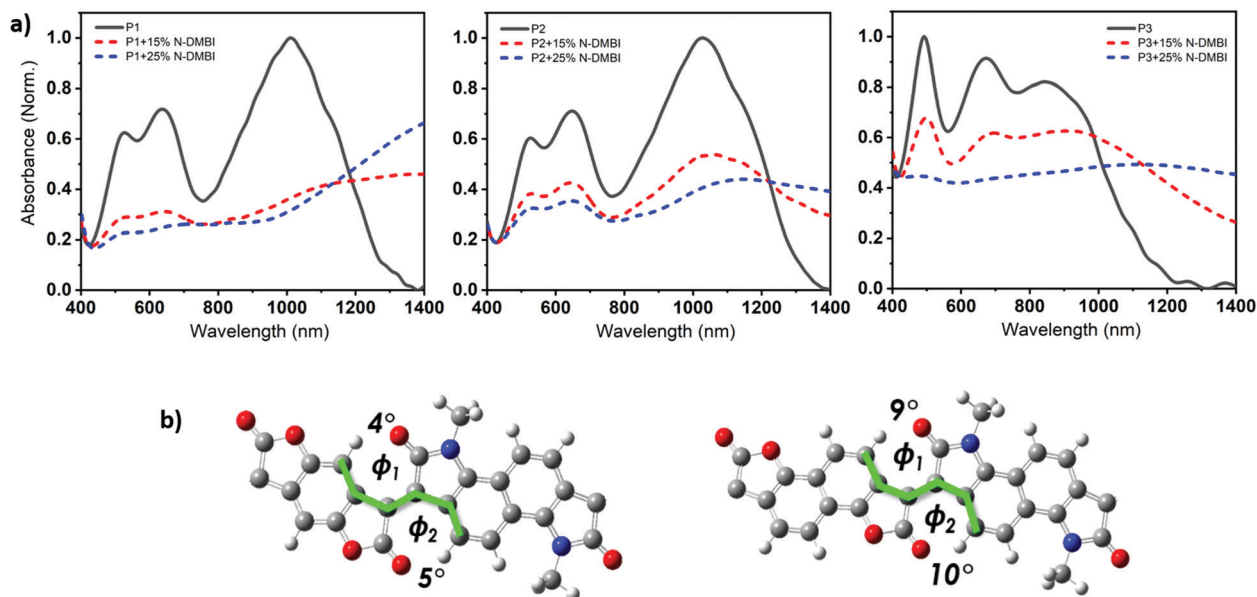 a)
P1
P1+15% N-DMBI
P1+25% N-DMBI
Absorbance (Norm.)
1.0
0.8
0.6
0.4
0.2
0.0
400 600 800 1000 1200 1400
Wavelength (nm)
P2
P2+15% N-DMBI
P2+25% N-DMBI
1.0
0.8
0.6
0.4
0.2
0.0
400 600 800 1000 1200 1400
Wavelength (nm)
P3
P3+15% N-DMBI
P3+25% N-DMBI
1.0
0.8
0.6
0.4
0.2
0.0
400 600 800 1000 1200 1400
Wavelength (nm)
b)
4°
ϕ1
ϕ2
5°
9°
ϕ1
ϕ2
10°